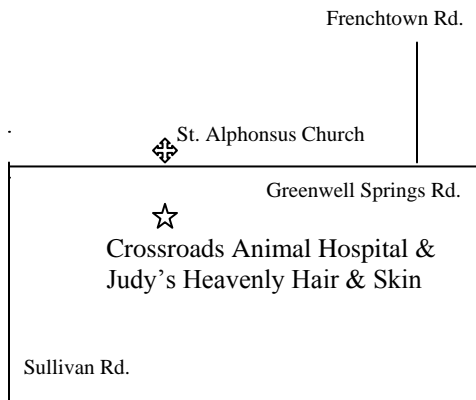 Frenchtown Rd.
St. Alphonsus Church
Greenwell Springs Rd.
Crossroads Animal Hospital &
Judy’s Heavenly Hair & Skin
Sullivan Rd.